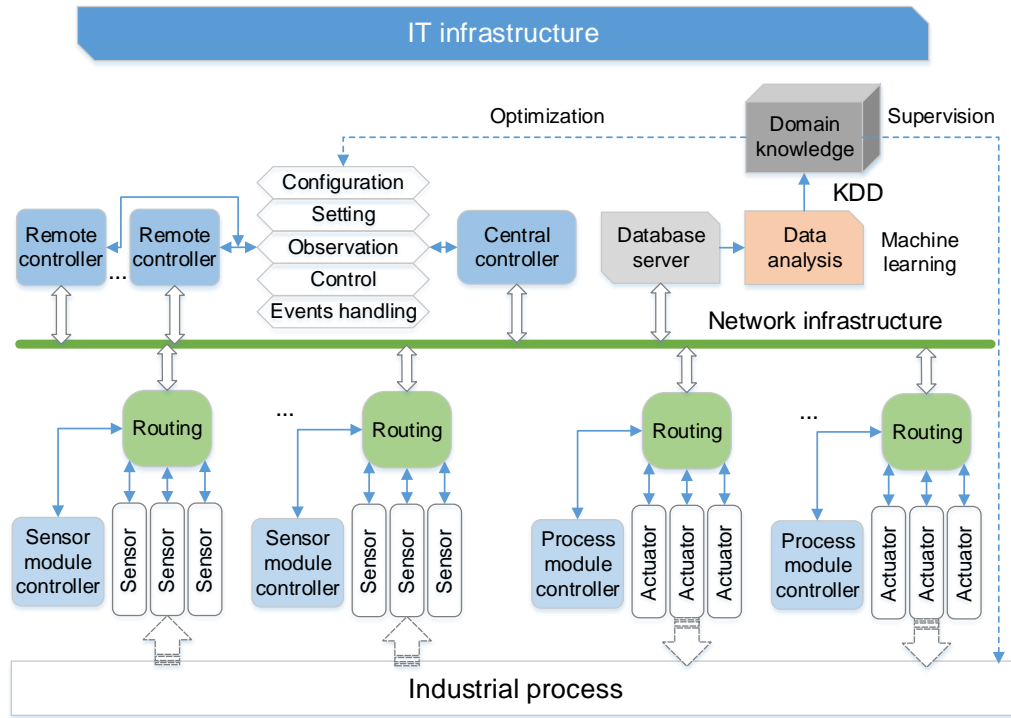 IT infrastructure
Optimization
Domain
knowledge
Supervision
KDD
Configuration
Setting
Observation
Control
Events handling
Remote
controller
...
Remote
controller
Central
controller
Database
server
Data
analysis
Machine
learning
Network infrastructure
Routing
...
Routing
Routing
...
Routing
Sensor
module
controller
Sensor
Sensor
Sensor
Sensor
module
controller
Sensor
Sensor
Sensor
Process
module
controller
Actuator
Actuator
Actuator
Process
module
controller
Actuator
Actuator
Actuator
Industrial process